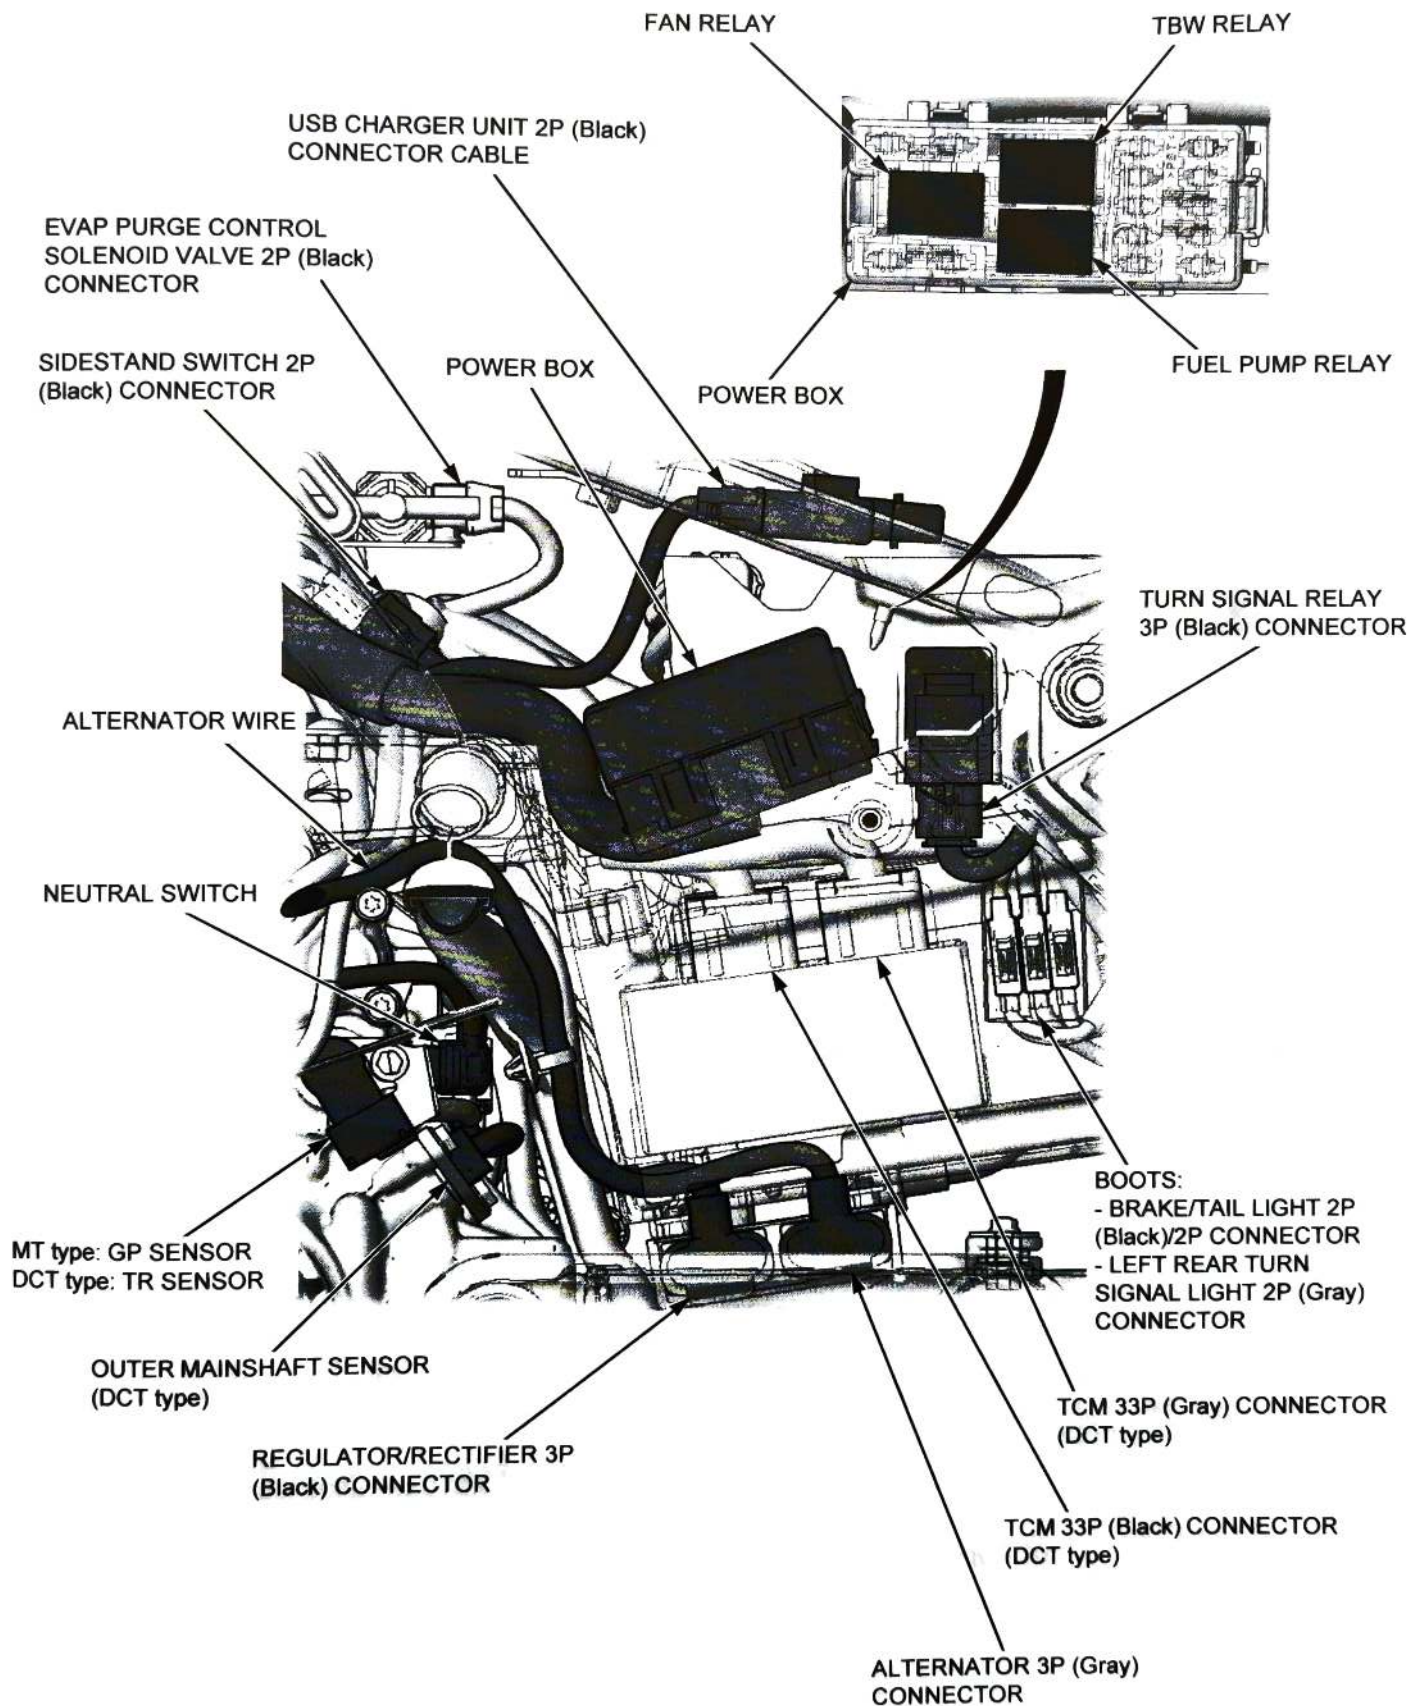 FAN RELAY
TBW RELAY
USB CHARGER UNIT 2P (Black)
CONNECTOR CABLE
EVAP PURGE CONTROL
SOLENOID VALVE 2P (Black)
CONNECTOR
SIDESTAND SWITCH 2P
(Black) CONNECTOR
POWER BOX
POWER BOX
FUEL PUMP RELAY
TURN SIGNAL RELAY
3P (Black) CONNECTOR
ALTERNATOR WIRE
NEUTRAL SWITCH
MT type: GP SENSOR
DCT type: TR SENSOR
BOOTS:
- BRAKE/TAIL LIGHT 2P
(Black)/2P CONNECTOR
- LEFT REAR TURN
SIGNAL LIGHT 2P (Gray)
CONNECTOR
OUTER MAINSHAFT SENSOR
(DCT type)
TCM 33P (Gray) CONNECTOR
(DCT type)
REGULATOR/RECTIFIER 3P
(Black) CONNECTOR
TCM 33P (Black) CONNECTOR
(DCT type)
ALTERNATOR 3P (Gray)
CONNECTOR